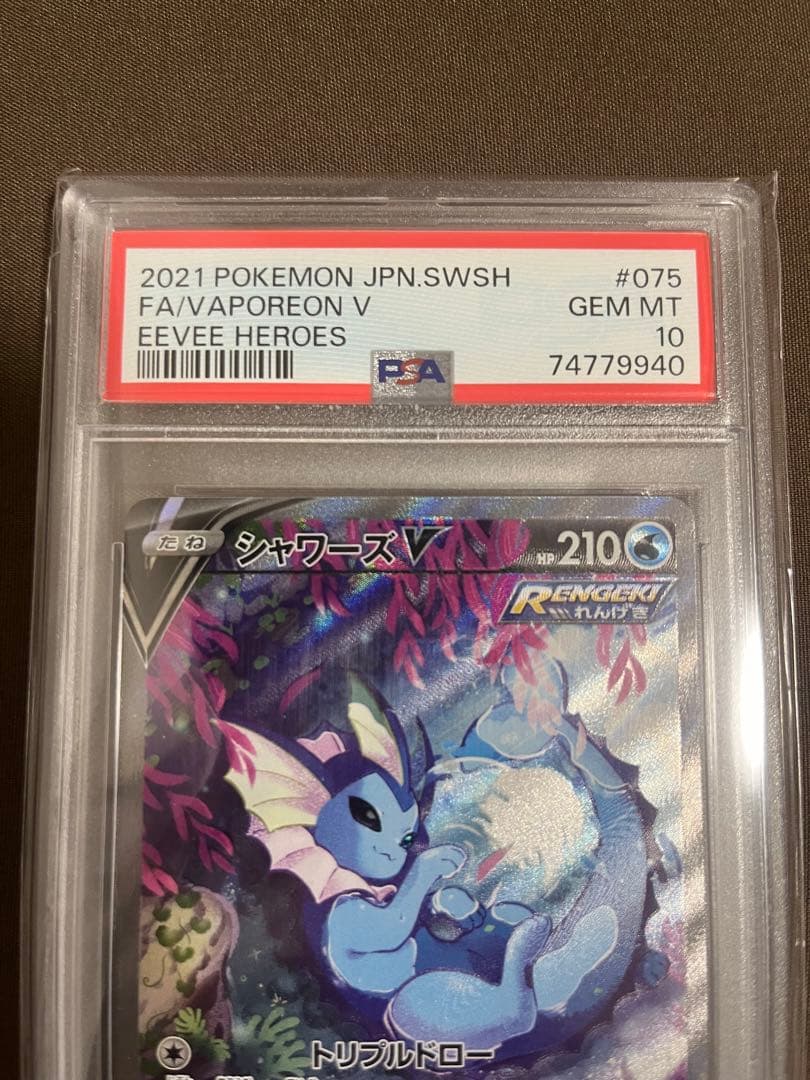 2021 POKEMON JPN.SWSH #075
FA/VAPOREON V GEM MT
EEVEE HEROES 10
PSA 74779940
たね シャワーズV HP 210
RENGEKI
れんげき
トリプルドロー